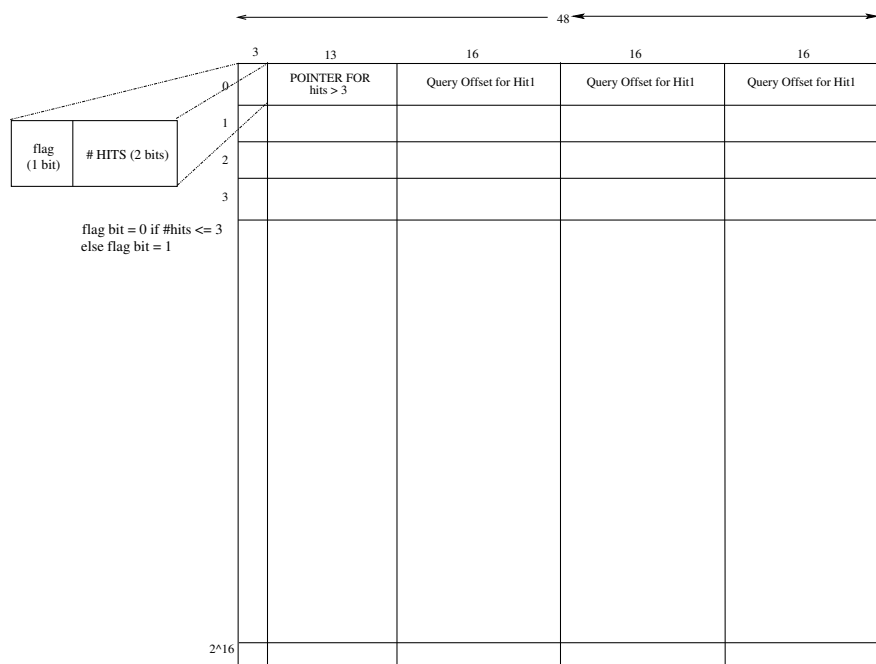 48
3 13 16 16 16
0 POINTER FOR
hits > 3
Query Offset for Hit1 Query Offset for Hit1 Query Offset for Hit1
1
flag
(1 bit)
# HITS (2 bits)
2
3
flag bit = 0 if #hits <= 3
else flag bit = 1
2^16